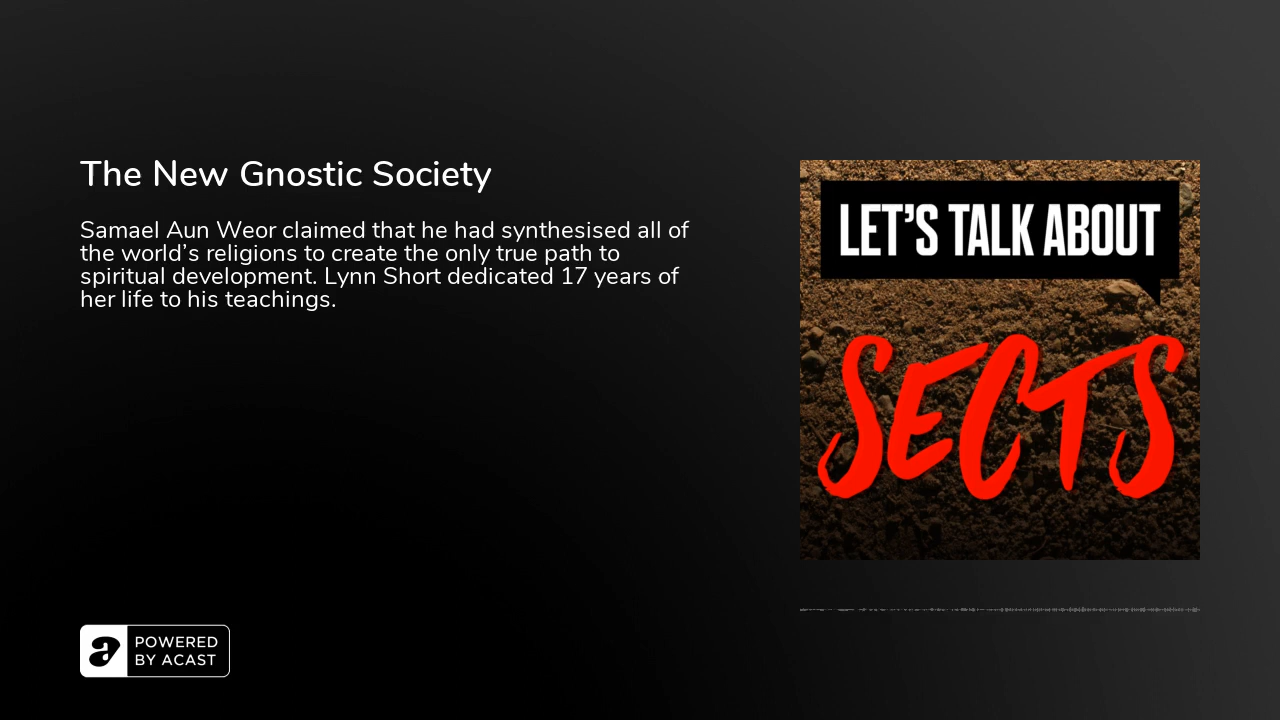 The New Gnostic Society
Samael Aun Weor claimed that he had synthesised all of
the world’s religions to create the only true path to
spiritual development. Lynn Short dedicated 17 years of
her life to his teachings.
LET’S TALK ABOUT
SECTS
a POWERED
BY ACAST